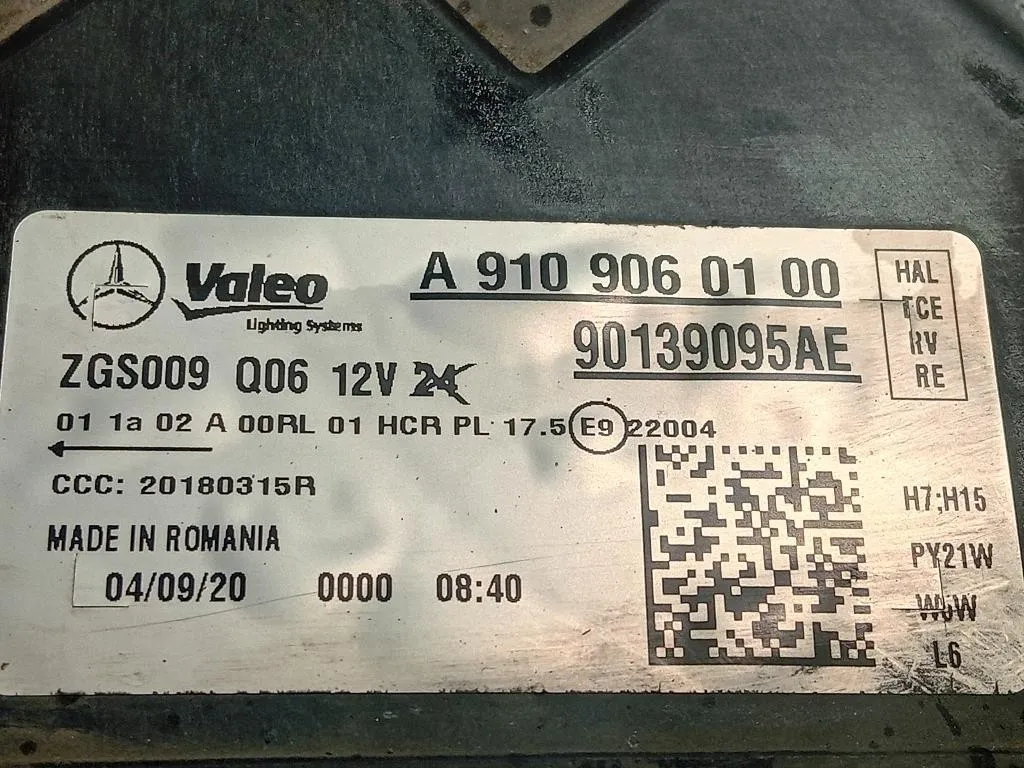 Valeo
Lighting Systems
A 910 906 01 00
90139095AE
HAL
TCE
RV
RE
ZGS009 Q06 12V 24
01 1a 02 A 00RL 01 HCR PL 17.5 E9 22004
CCC: 20180315R
MADE IN ROMANIA
04/09/20 0000 08:40
H7;H15
PY21W
W5W
L6